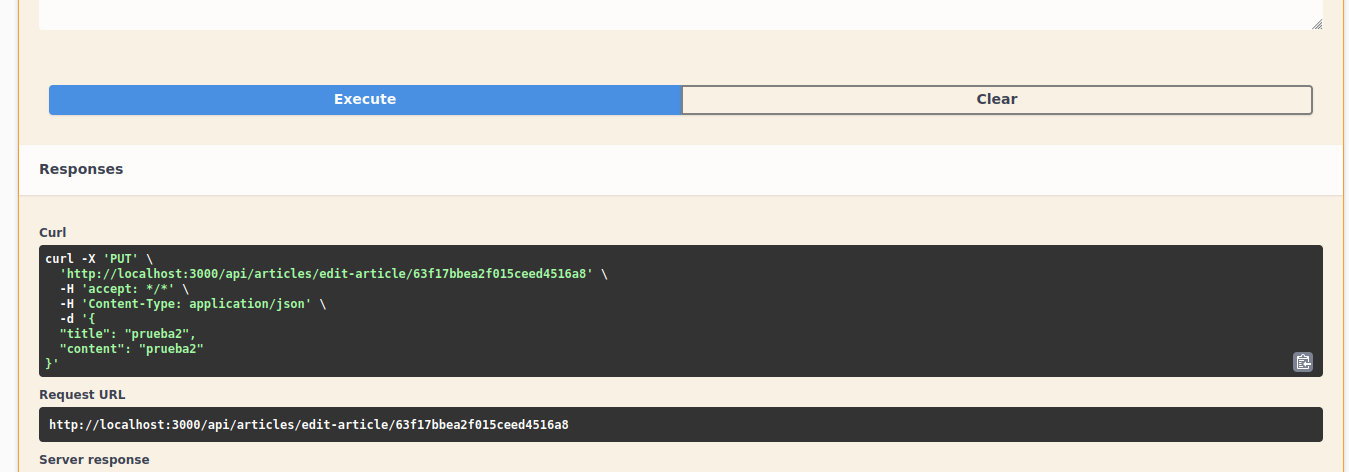 Execute
Clear
Responses
Curl
curl -X 'PUT' \
  'http://localhost:3000/api/articles/edit-article/63f17bbea2f015ceed4516a8' \
  -H 'accept: */*' \
  -H 'Content-Type: application/json' \
  -d '{
  "title": "prueba2",
  "content": "prueba2"
}'
Request URL
http://localhost:3000/api/articles/edit-article/63f17bbea2f015ceed4516a8
Server response